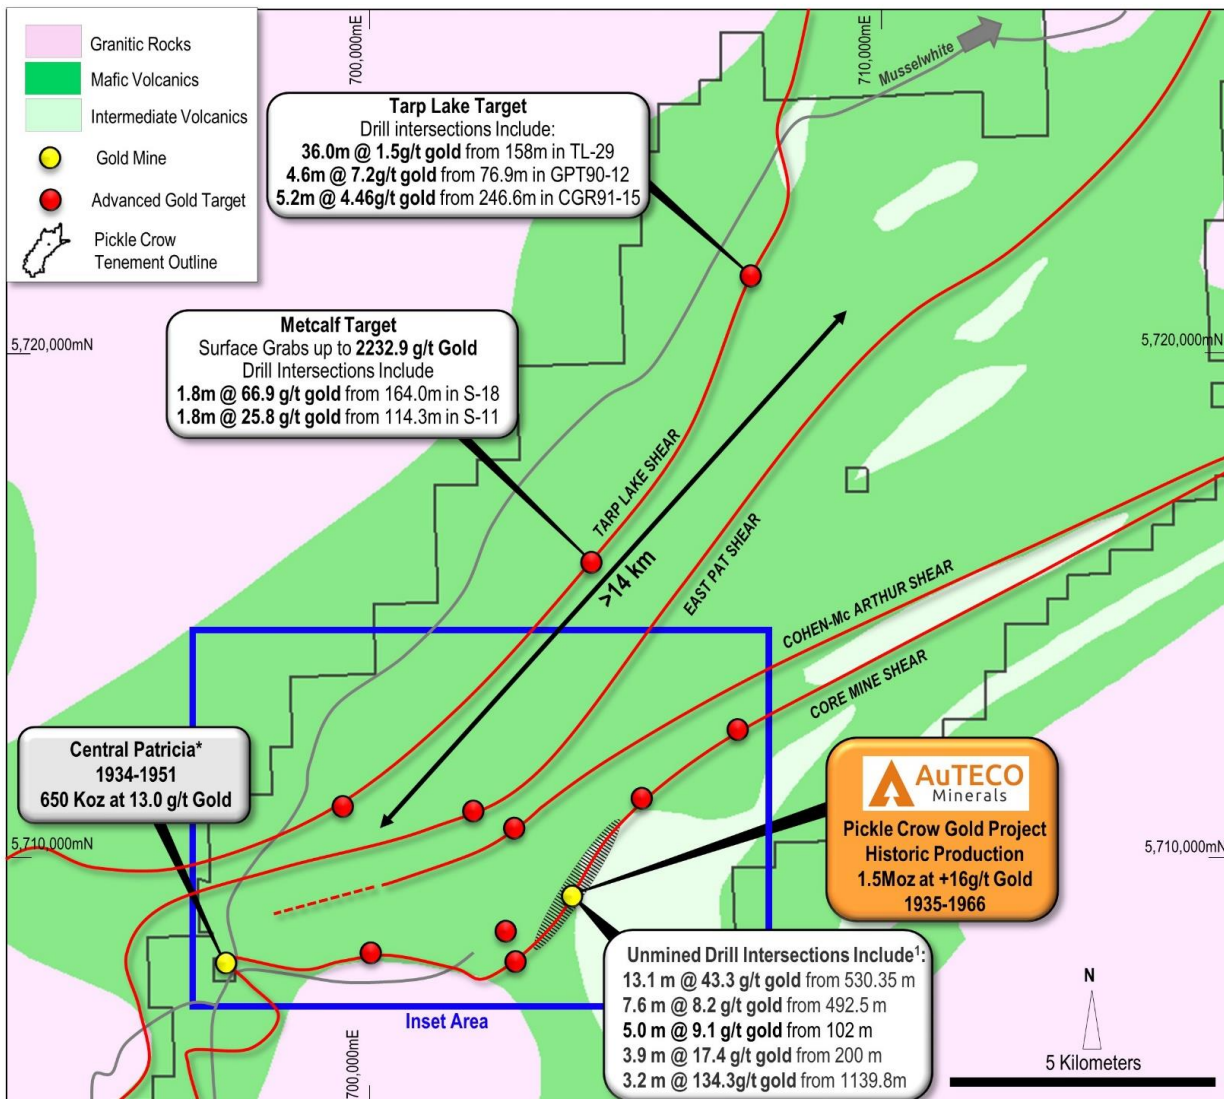 Granitic Rocks
Mafic Volcanics
Intermediate Volcanics
Gold Mine
Advanced Gold Target
Pickle Crow
Tenement Outline
700,000mE
710,000mE
Musselwhite
Tarp Lake Target
Drill intersections Include:
36.0m @ 1.5g/t gold from 158m in TL-29
4.6m @ 7.2g/t gold from 76.9m in GPT90-12
5.2m @ 4.46g/t gold from 246.6m in CGR91-15
Metcalf Target
Surface Grabs up to 2232.9 g/t Gold
Drill Intersections Include
1.8m @ 66.9 g/t gold from 164.0m in S-18
1.8m @ 25.8 g/t gold from 114.3m in S-11
5,720,000mN
5,720,000mN
TARP LAKE SHEAR
>14 km
EAST PAT SHEAR
COHEN-Mc ARTHUR SHEAR
CORE MINE SHEAR
Central Patricia*
1934-1951
650 Koz at 13.0 g/t Gold
AuTECO
Minerals
Pickle Crow Gold Project
Historic Production
1.5Moz at +16g/t Gold
1935-1966
5,710,000mN
5,710,000mN
Unmined Drill Intersections Include¹:
13.1 m @ 43.3 g/t gold from 530.35 m
7.6 m @ 8.2 g/t gold from 492.5 m
5.0 m @ 9.1 g/t gold from 102 m
3.9 m @ 17.4 g/t gold from 200 m
3.2 m @ 134.3g/t gold from 1139.8m
Inset Area
700,000mE
N
5 Kilometers